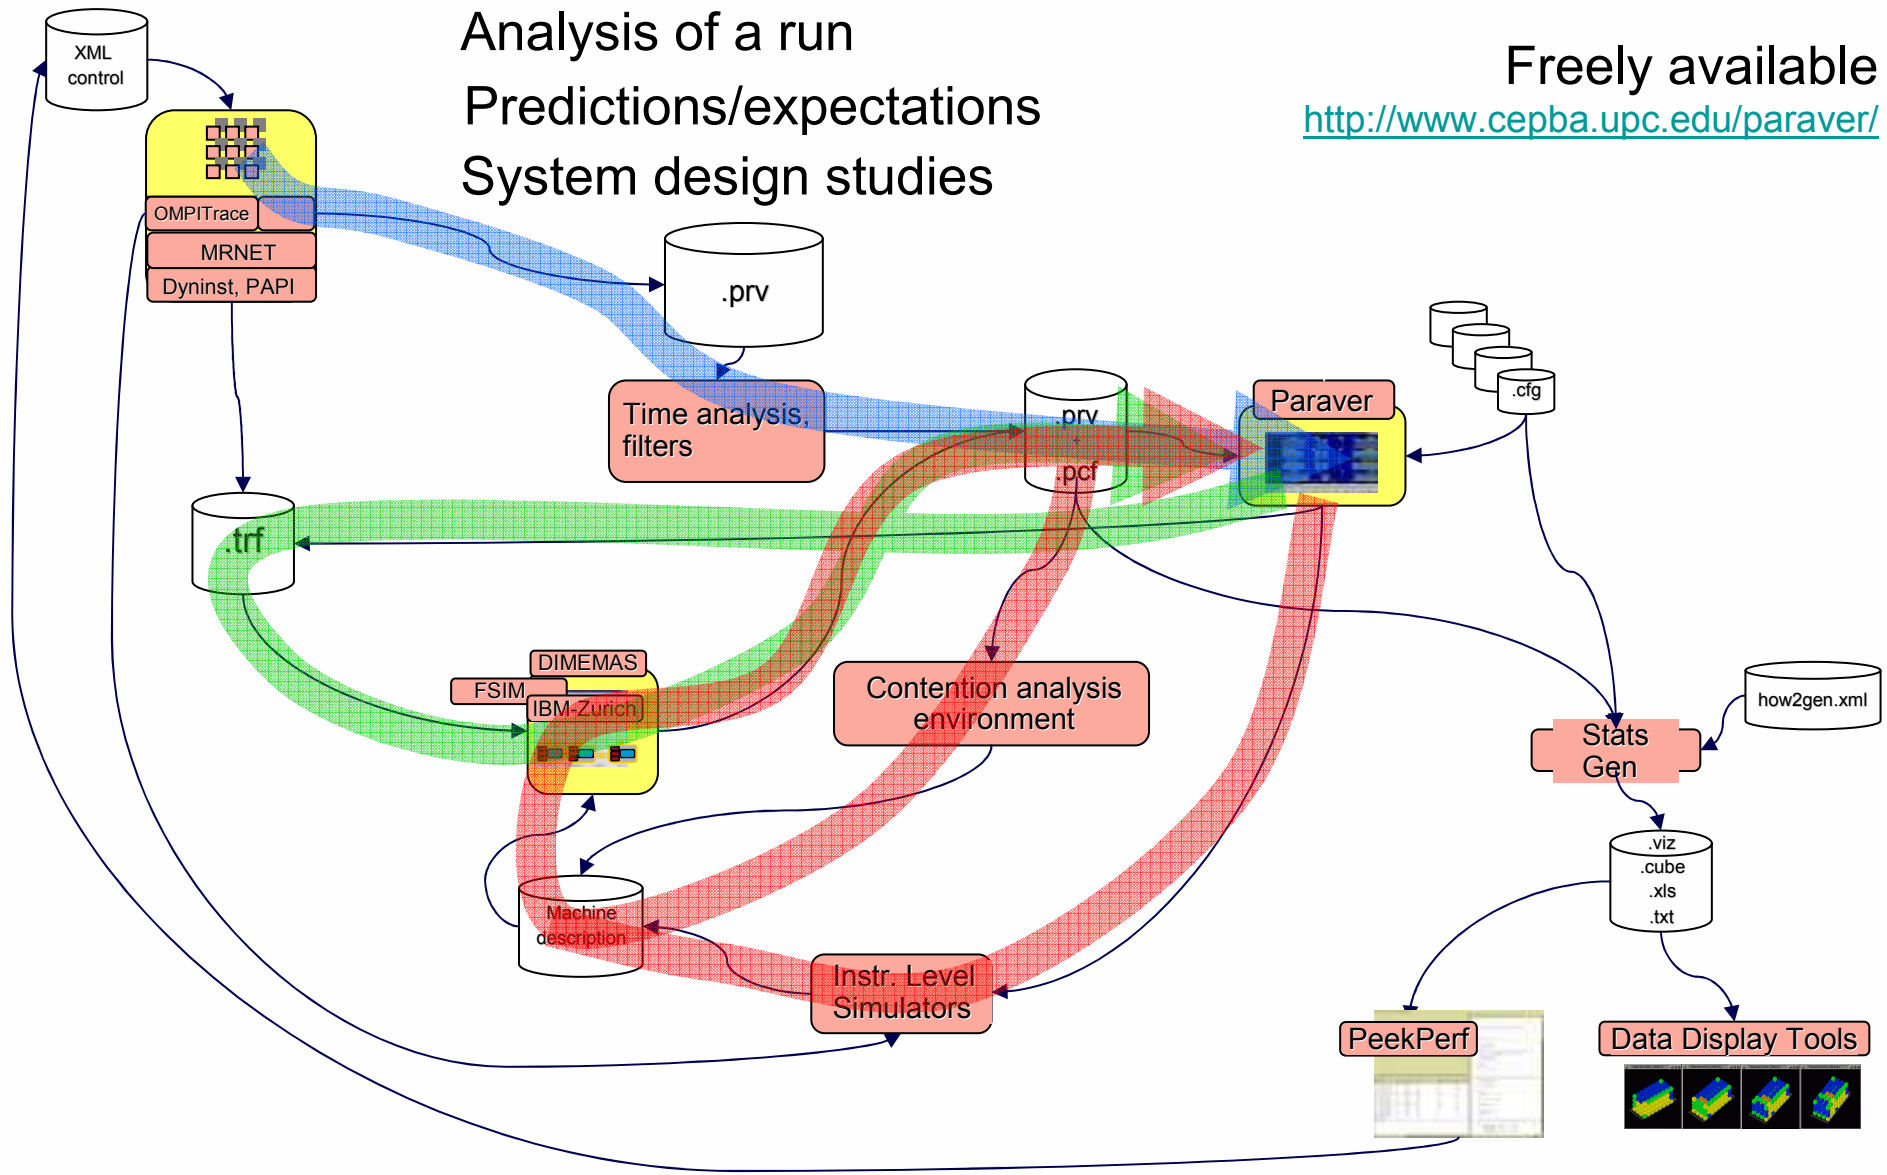 Analysis of a run
Predictions/expectations
System design studies
Freely available
http://www.cepba.upc.edu/paraver/
XML
control
OMPITrace
MRNET
Dyninst, PAPI
.prv
Time analysis,
filters
.prv
+
.pcf
Paraver
.cfg
.trf
DIMEMAS
FSIM
IBM-Zurich
Contention analysis
environment
how2gen.xml
Stats
Gen
.viz
.cube
.xls
.txt
Machine
description
Instr. Level
Simulators
PeekPerf
Data Display Tools